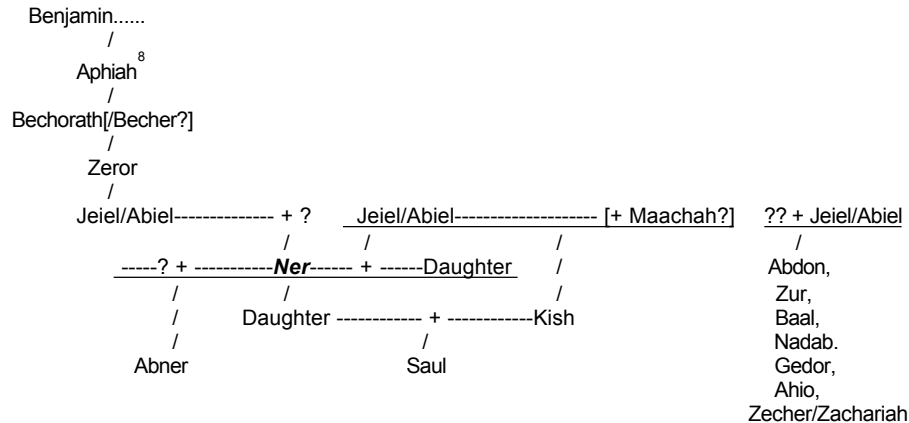 Benjamin......
/
Aphiah8
/
Bechorath[/Becher?]
/
Zeror
/
Jeiel/Abiel-------------- + ? Jeiel/Abiel--------------------- [+ Maachah?] ?? + Jeiel/Abiel
/ / / /
-----? + -----------Ner------ + ------Daughter / Abdon,
/ / / Zur,
/ Daughter ------------ + ------------Kish Baal,
/ / Nadab.
Abner Saul Gedor,
Ahio,
Zecher/Zachariah